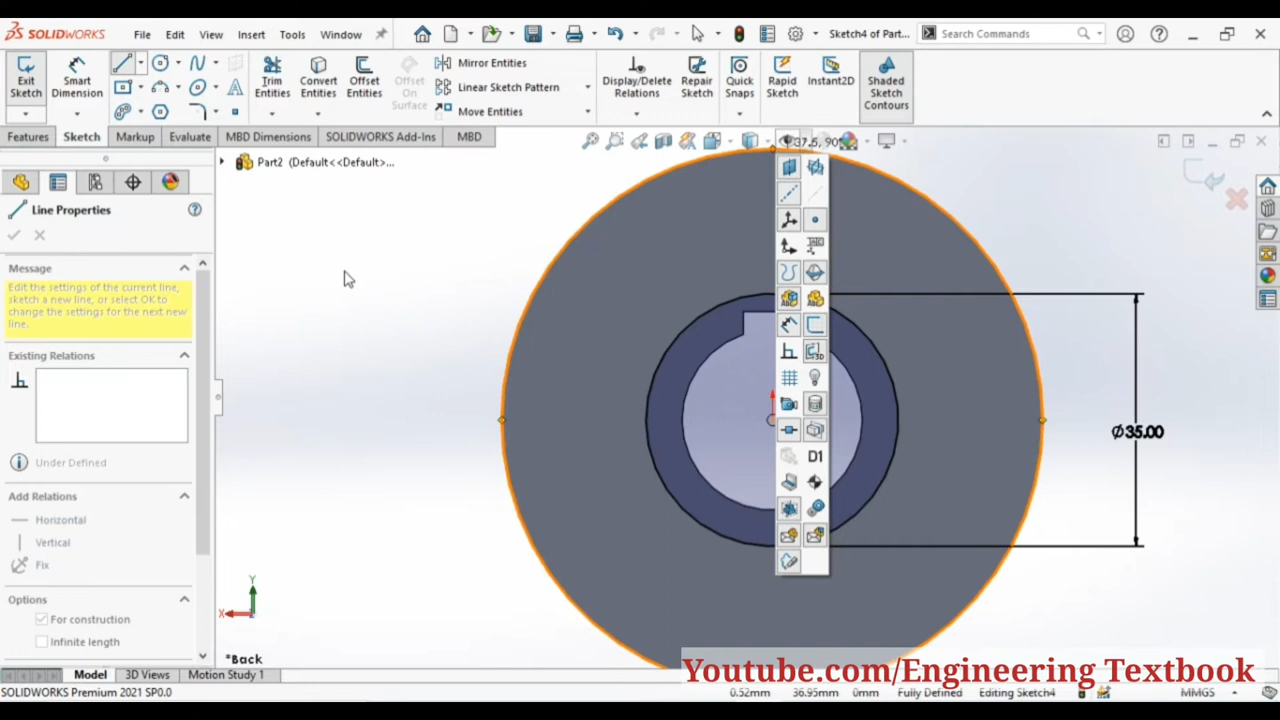 SOLIDWORKS File Edit View Insert Tools Window Sketch4 of Part... Search Commands
Exit Sketch
Smart Dimension
Trim Entities
Convert Entities
Offset Entities
Offset On Surface
Mirror Entities
Linear Sketch Pattern
Move Entities
Display/Delete Relations
Repair Sketch
Quick Snaps
Rapid Sketch
Instant2D
Shaded Sketch Contours
Features Sketch Markup Evaluate MBD Dimensions SOLIDWORKS Add-Ins MBD
37.5, 90°
Part2 (Default<<Default>...
Line Properties
Message
Edit the settings of the current line,
sketch a new line, or select OK to
change the settings for the next new
line.
Existing Relations
Under Defined
Add Relations
Horizontal
Vertical
Fix
Options
For construction
Infinite length
D1
Ø35.00
Y
X
*Back
Model 3D Views Motion Study 1
Youtube.com/Engineering Textbook
SOLIDWORKS Premium 2021 SP0.0 0.52mm 36.95mm 0mm Fully Defined Editing Sketch4 MMGS